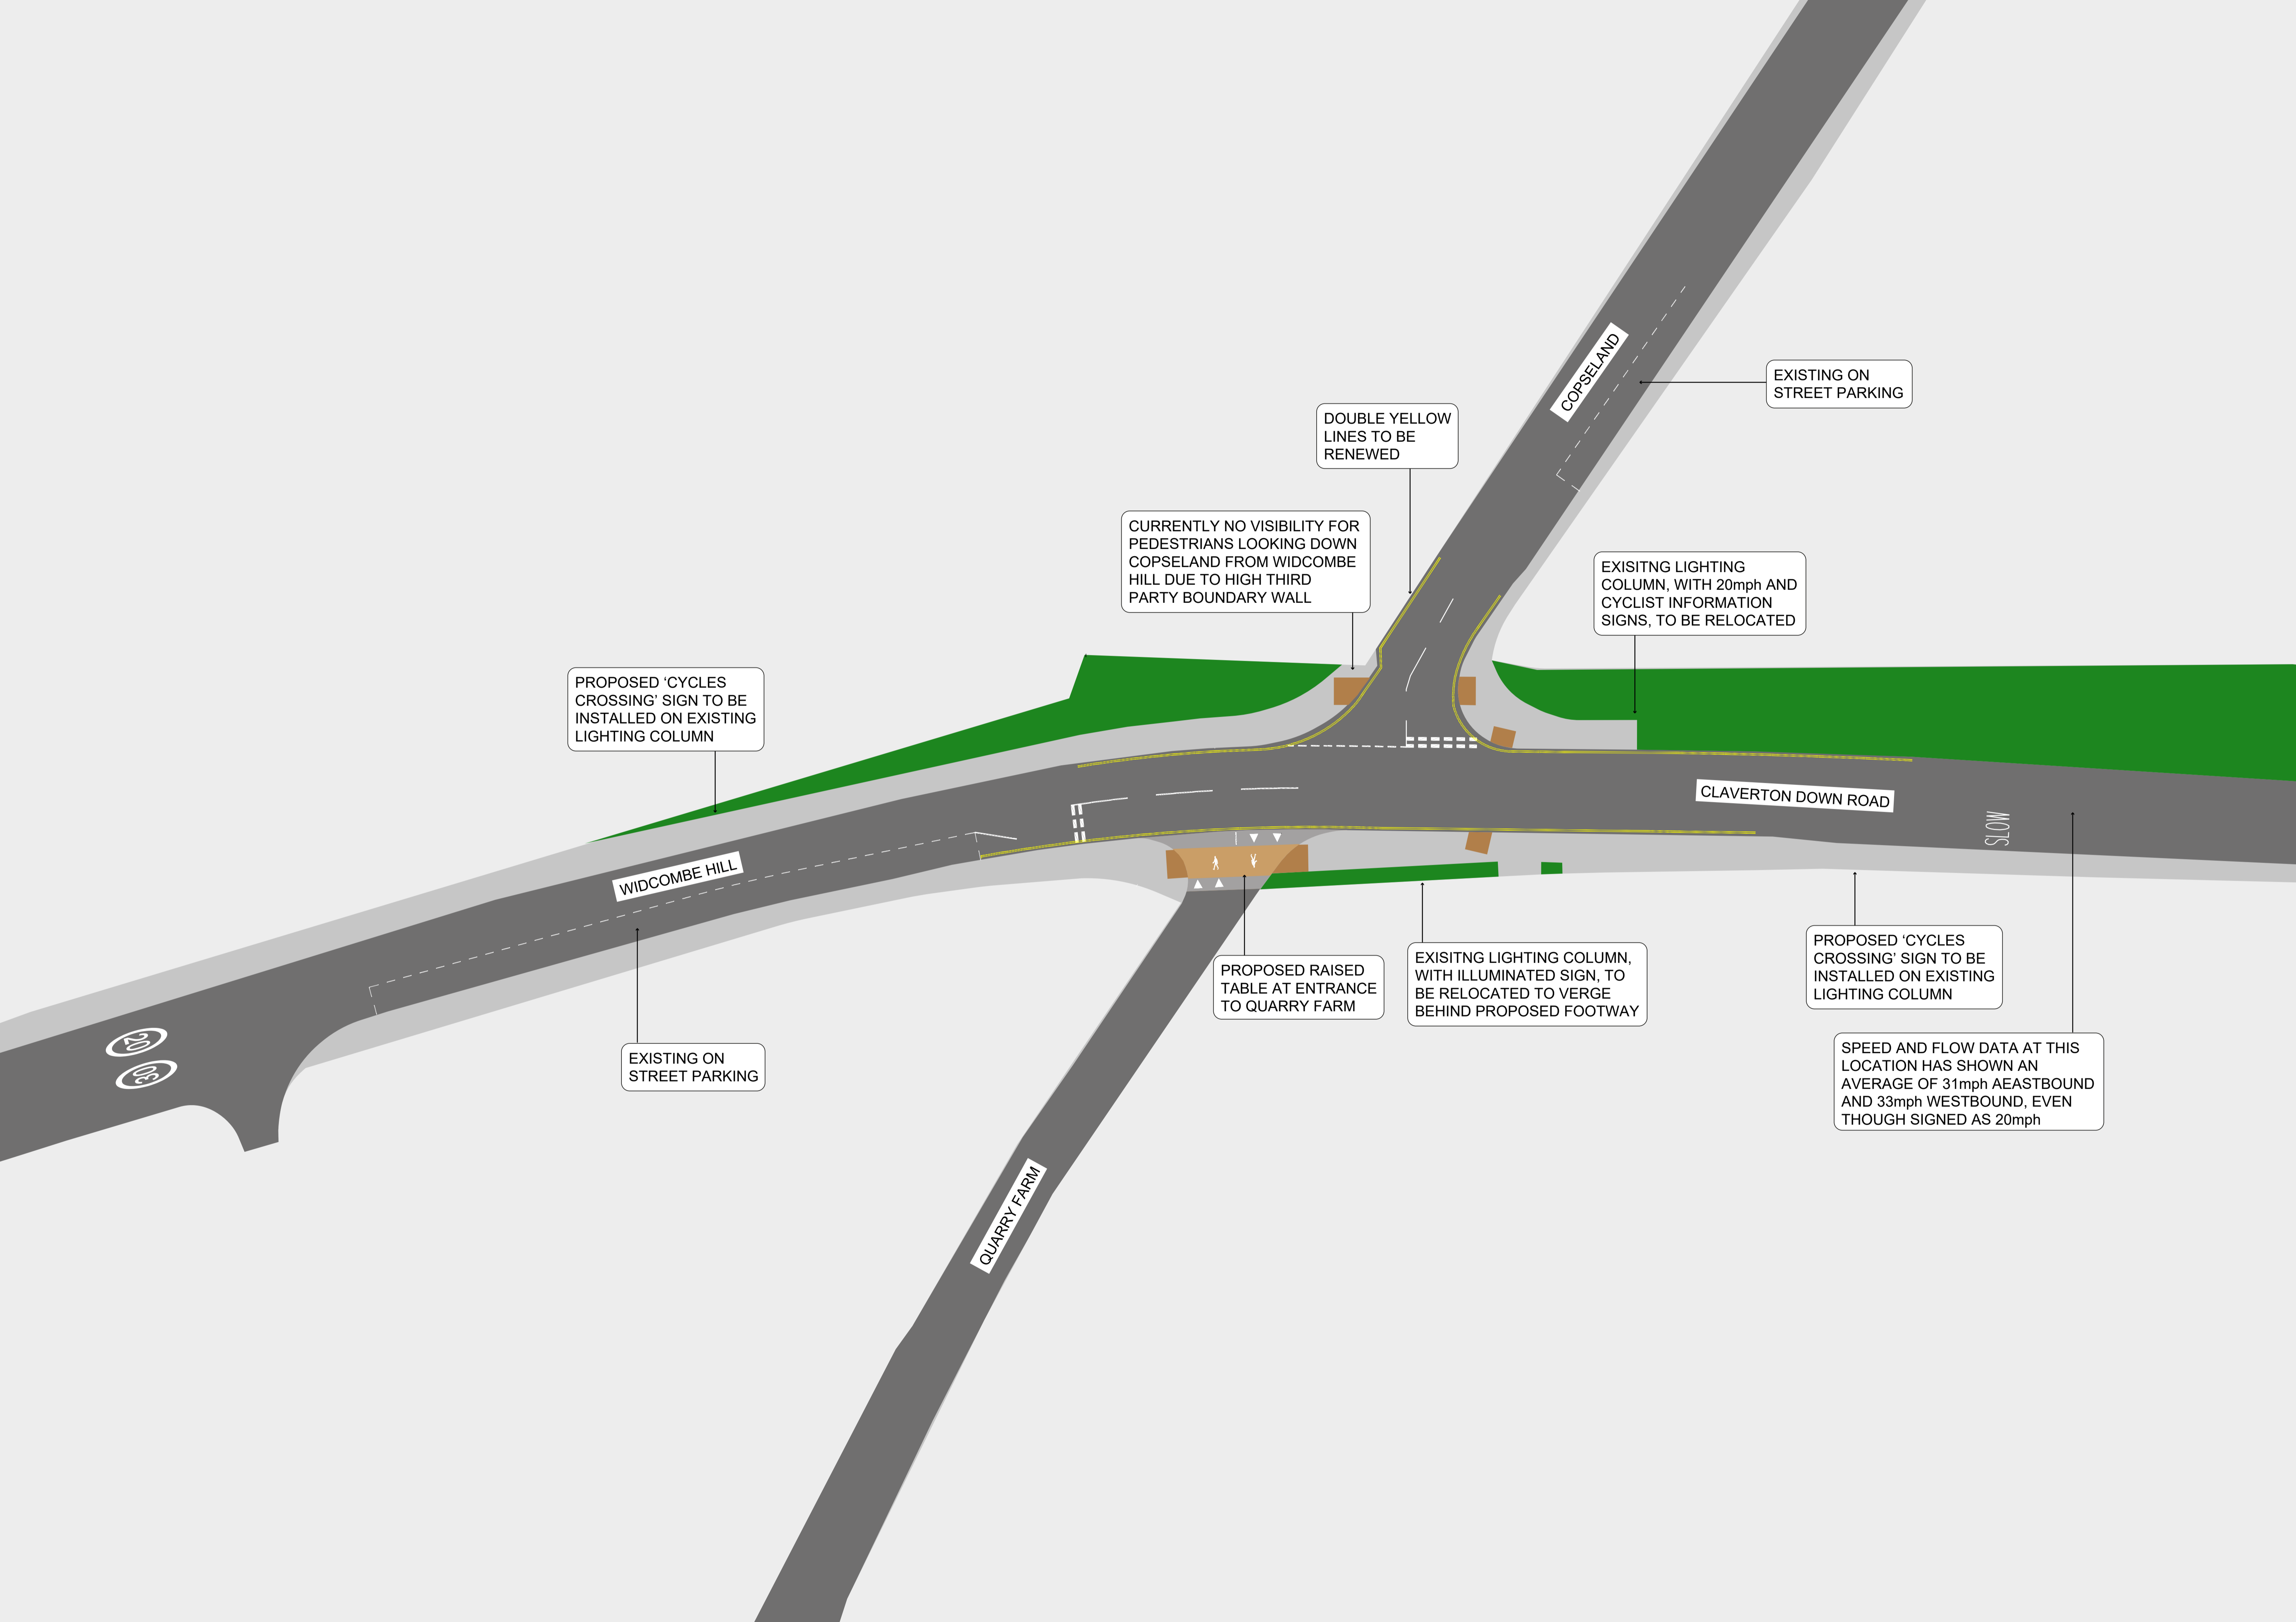 COPSELAND
EXISTING ON
STREET PARKING
DOUBLE YELLOW
LINES TO BE
RENEWED
CURRENTLY NO VISIBILITY FOR
PEDESTRIANS LOOKING DOWN
COPSELAND FROM WIDCOMBE
HILL DUE TO HIGH THIRD
PARTY BOUNDARY WALL
EXISITNG LIGHTING
COLUMN, WITH 20mph AND
CYCLIST INFORMATION
SIGNS, TO BE RELOCATED
PROPOSED ‘CYCLES
CROSSING’ SIGN TO BE
INSTALLED ON EXISTING
LIGHTING COLUMN
CLAVERTON DOWN ROAD
SLOW
WIDCOMBE HILL
PROPOSED RAISED
TABLE AT ENTRANCE
TO QUARRY FARM
EXISITNG LIGHTING COLUMN,
WITH ILLUMINATED SIGN, TO
BE RELOCATED TO VERGE
BEHIND PROPOSED FOOTWAY
PROPOSED ‘CYCLES
CROSSING’ SIGN TO BE
INSTALLED ON EXISTING
LIGHTING COLUMN
20
30
EXISTING ON
STREET PARKING
SPEED AND FLOW DATA AT THIS
LOCATION HAS SHOWN AN
AVERAGE OF 31mph AEASTBOUND
AND 33mph WESTBOUND, EVEN
THOUGH SIGNED AS 20mph
QUARRY FARM